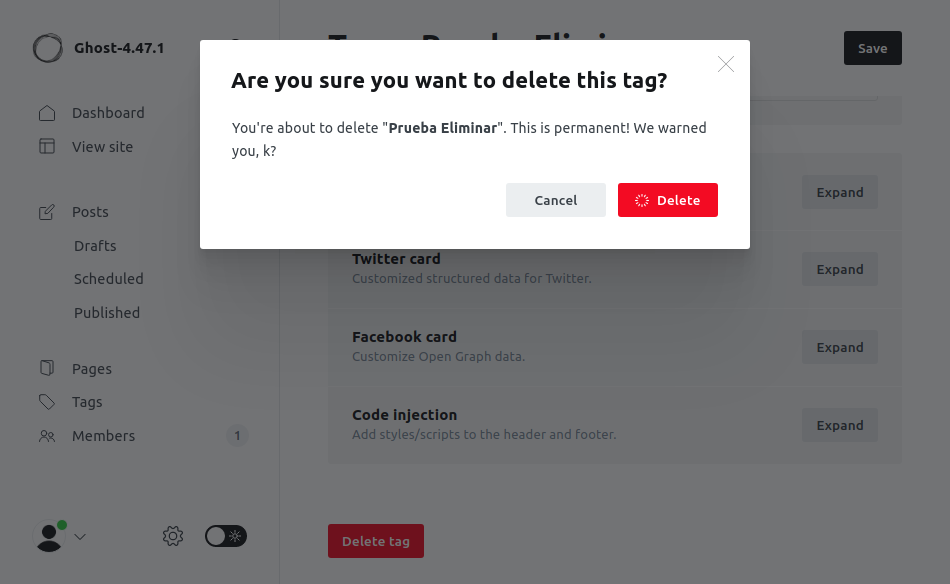 Ghost-4.47.1
Save
Are you sure you want to delete this tag?
You're about to delete "Prueba Eliminar". This is permanent! We warned
you, k?
Cancel
Delete
Dashboard
View site
Posts
Drafts
Scheduled
Published
Pages
Tags
Members
1
Expand
Twitter card
Customized structured data for Twitter.
Expand
Facebook card
Customize Open Graph data.
Expand
Code injection
Add styles/scripts to the header and footer.
Expand
Delete tag